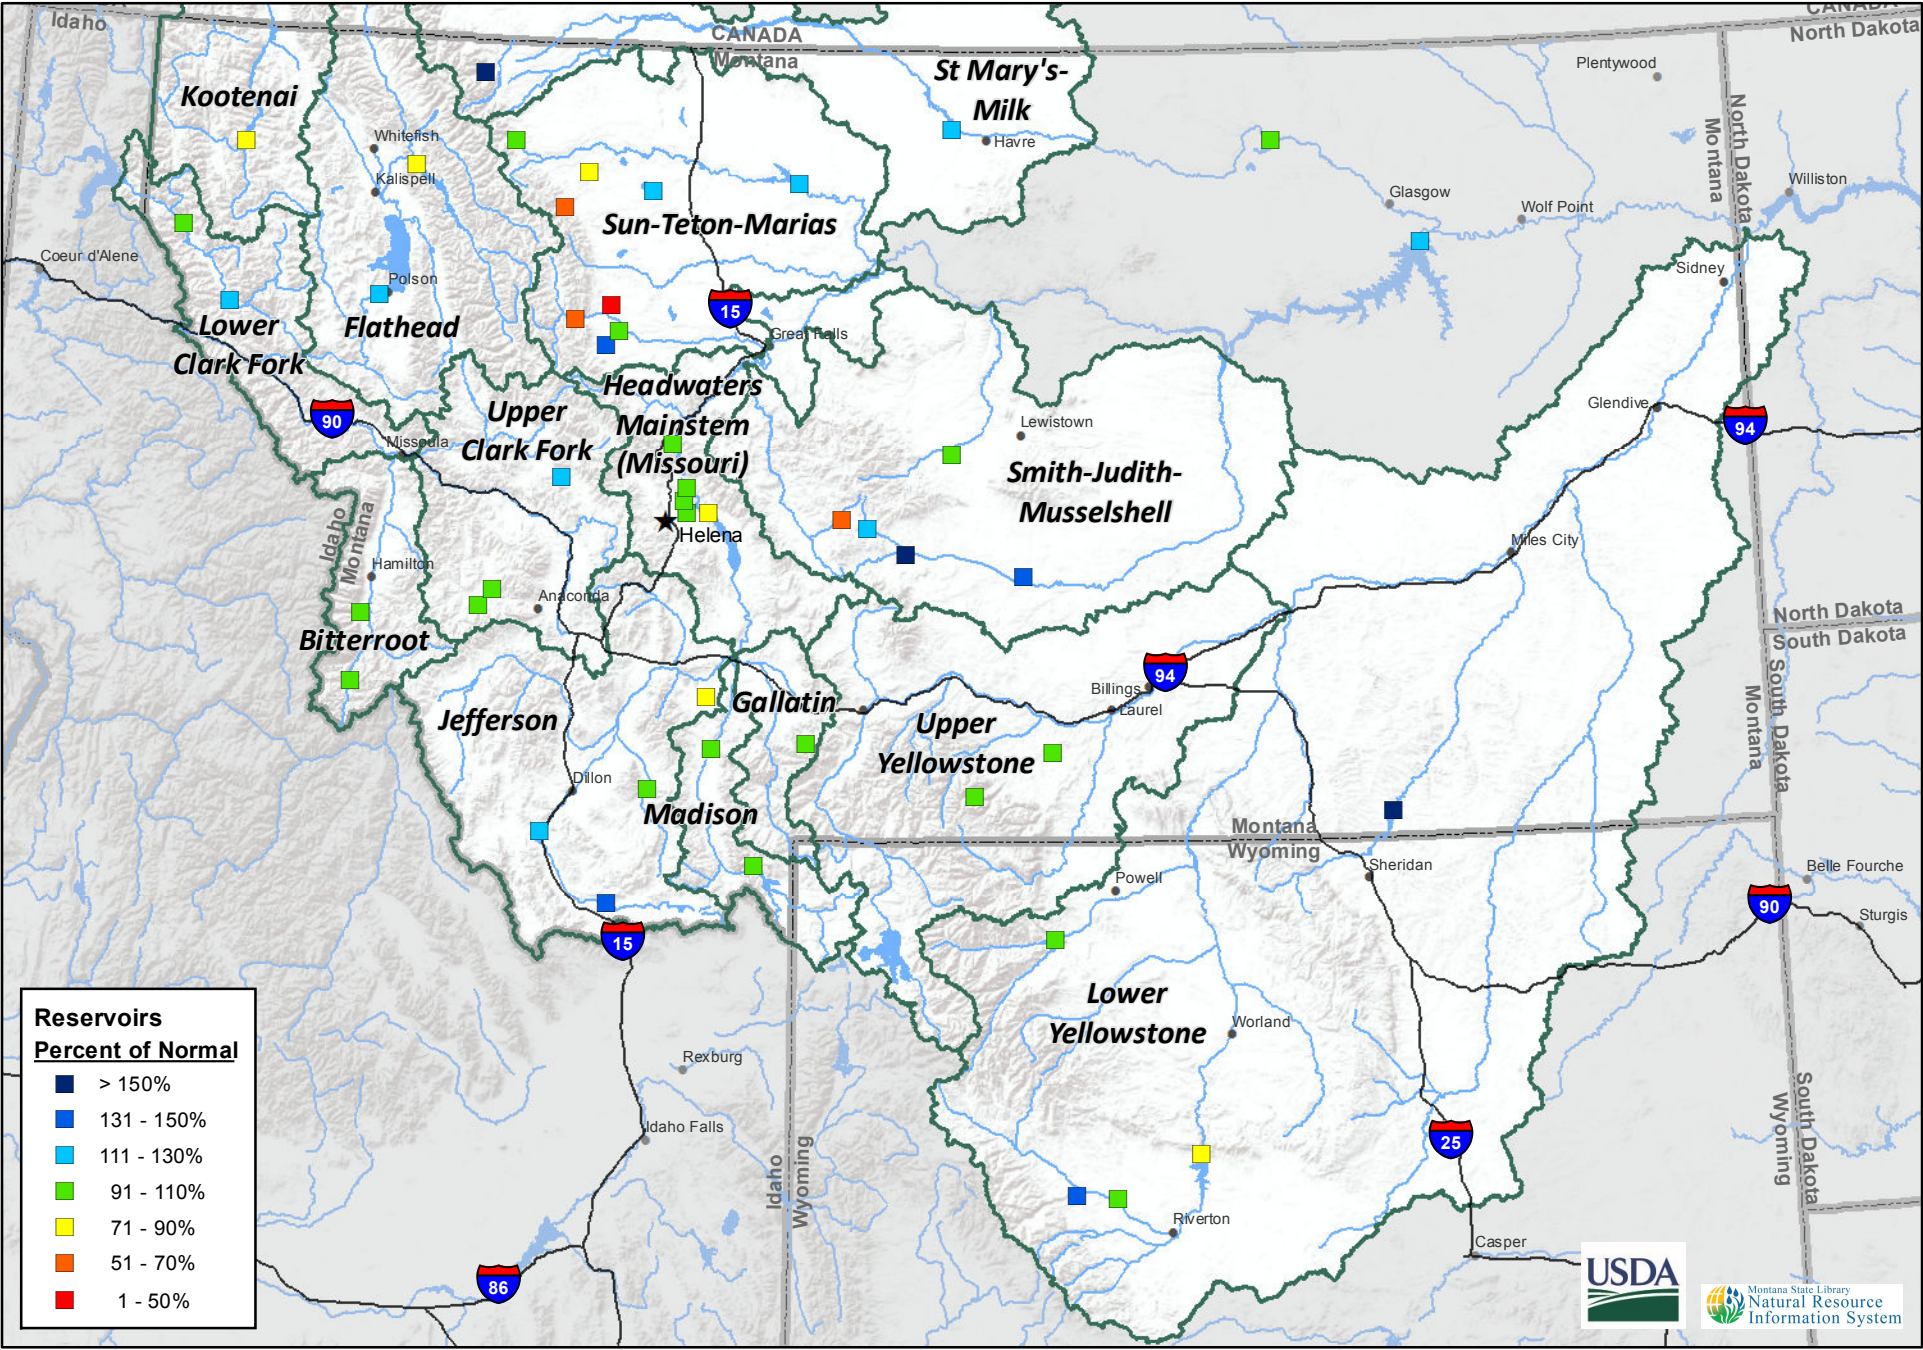 Idaho
CANADA
Montana
CANADA
North Dakota
Kootenai
St Mary's-
Milk
Plentywood
Whitefish
Havre
North Dakota
Montana
Kalispell
Glasgow
Williston
Wolf Point
Sun-Teton-Marias
Coeur d'Alene
Polson
Sidney
15
Lower
Clark Fork
Flathead
Great Falls
Headwaters
Mainstem
(Missouri)
Upper
Clark Fork
90
Missoula
Lewistown
Glendive
94
Smith-Judith-
Musselshell
Idaho
Montana
Helena
Miles City
Hamilton
Anaconda
North Dakota
South Dakota
Bitterroot
94
Billings
Laurel
South Dakota
Montana
Jefferson
Gallatin
Upper
Yellowstone
Dillon
Madison
Montana
Wyoming
Sheridan
Belle Fourche
Powell
90
Sturgis
15
Lower
Yellowstone
Worland
Reservoirs
Percent of Normal
> 150%
131 - 150%
111 - 130%
91 - 110%
71 - 90%
51 - 70%
1 - 50%
Rexburg
Idaho Falls
Idaho
Wyoming
South Dakota
Wyoming
25
Riverton
Casper
86
USDA
Montana State Library
Natural Resource
Information System